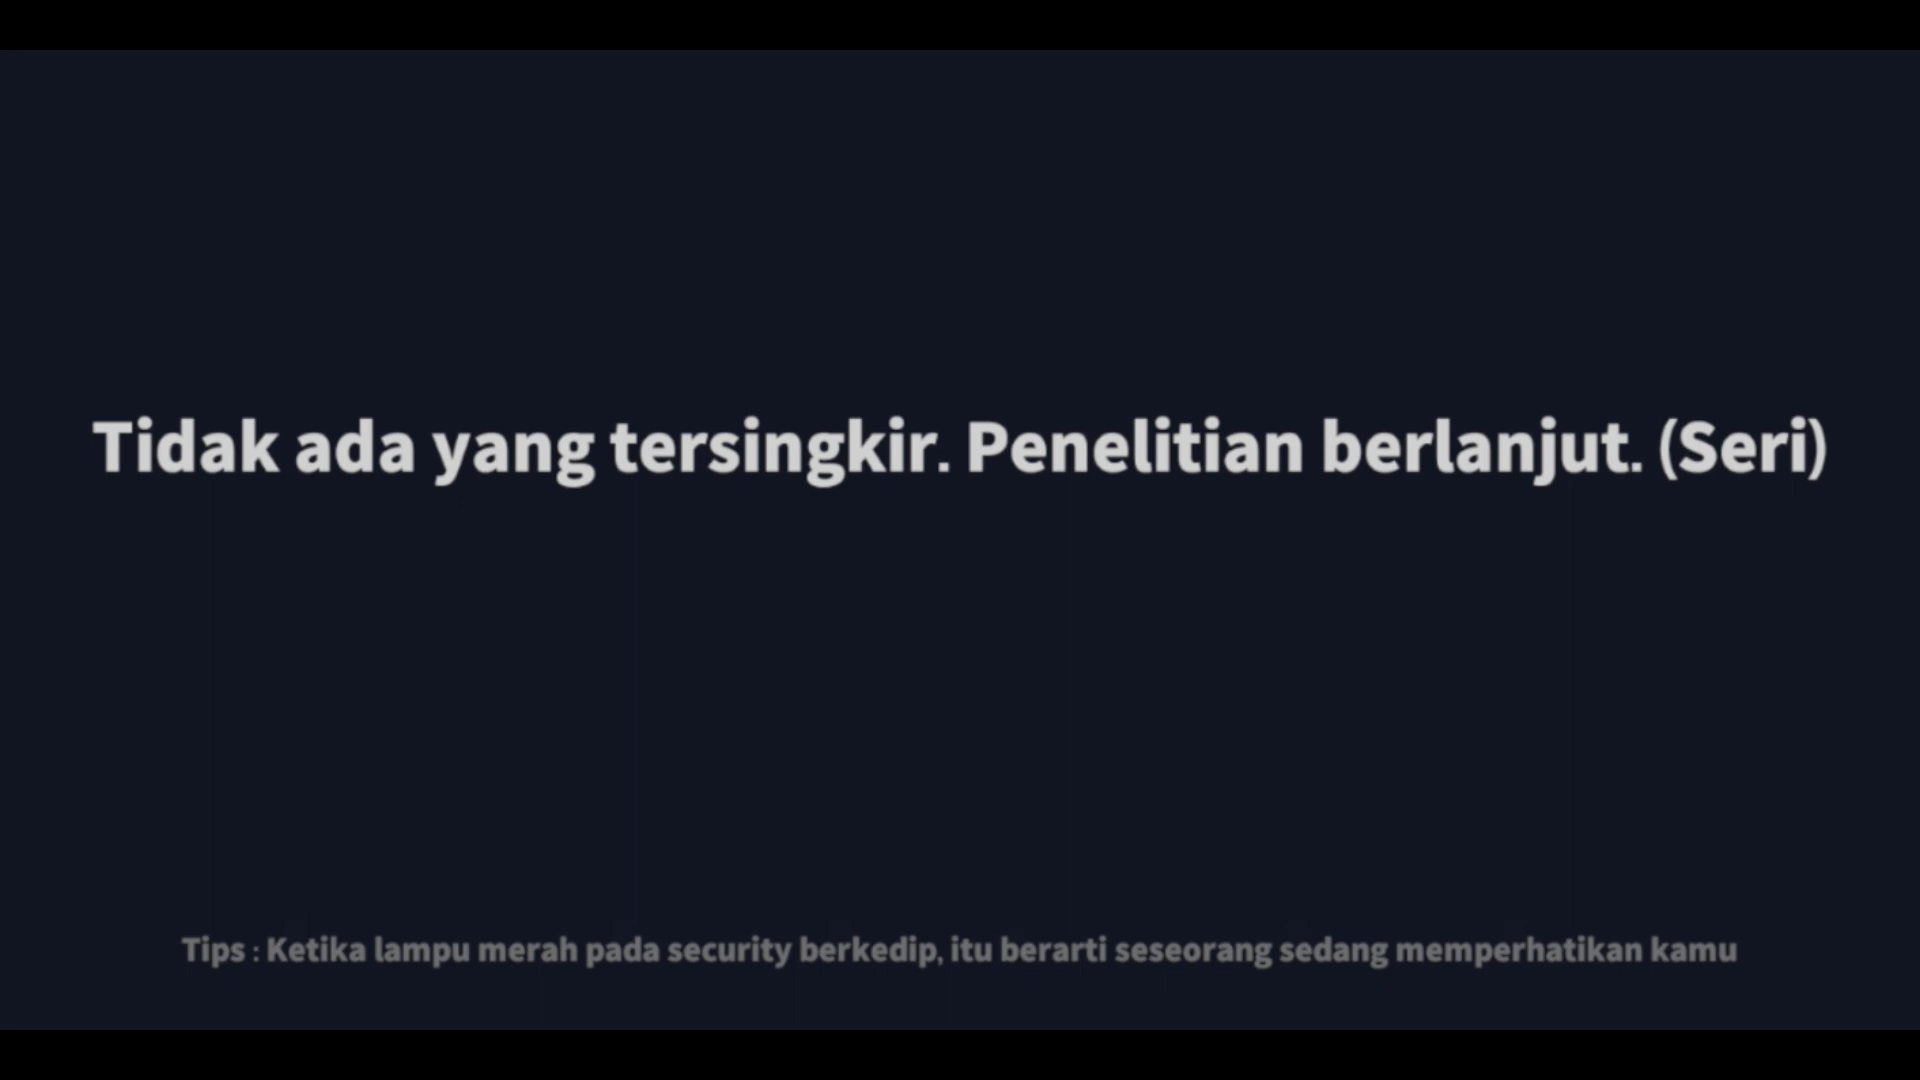 Tidak ada yang tersingkir. Penelitian berlanjut. (Seri)
Tips : Ketika lampu merah pada security berkedip, itu berarti seseorang sedang memperhatikan kamu